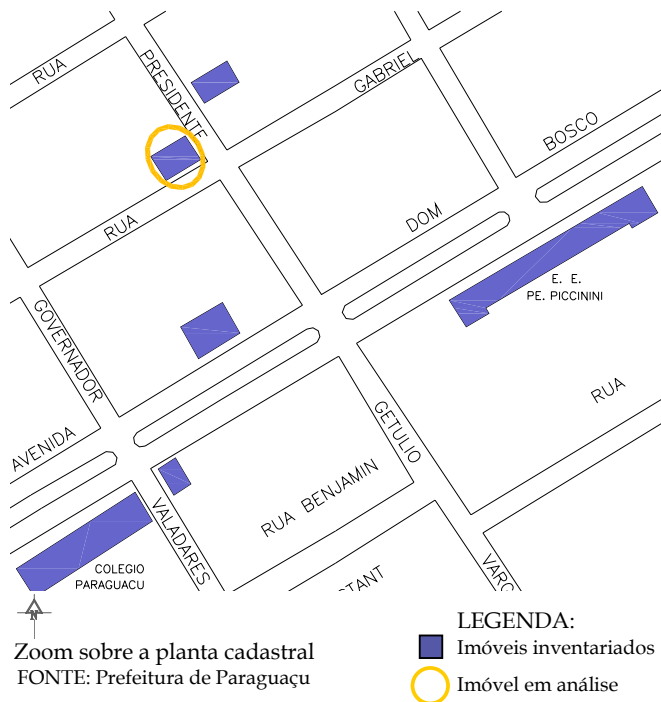 RUA
PRESIDENTE
GABRIEL
BOSCO
RUA
DOM
E. E.
PE. PICCININI
GOVERNADOR
RUA
AVENIDA
GETULIO
RUA BENJAMIN
VALADARES
COLEGIO
PARAGUACU
STANT
VARG
N
Zoom sobre a planta cadastral
FONTE: Prefeitura de Paraguaçu
LEGENDA:
Imóveis inventariados
Imóvel em análise